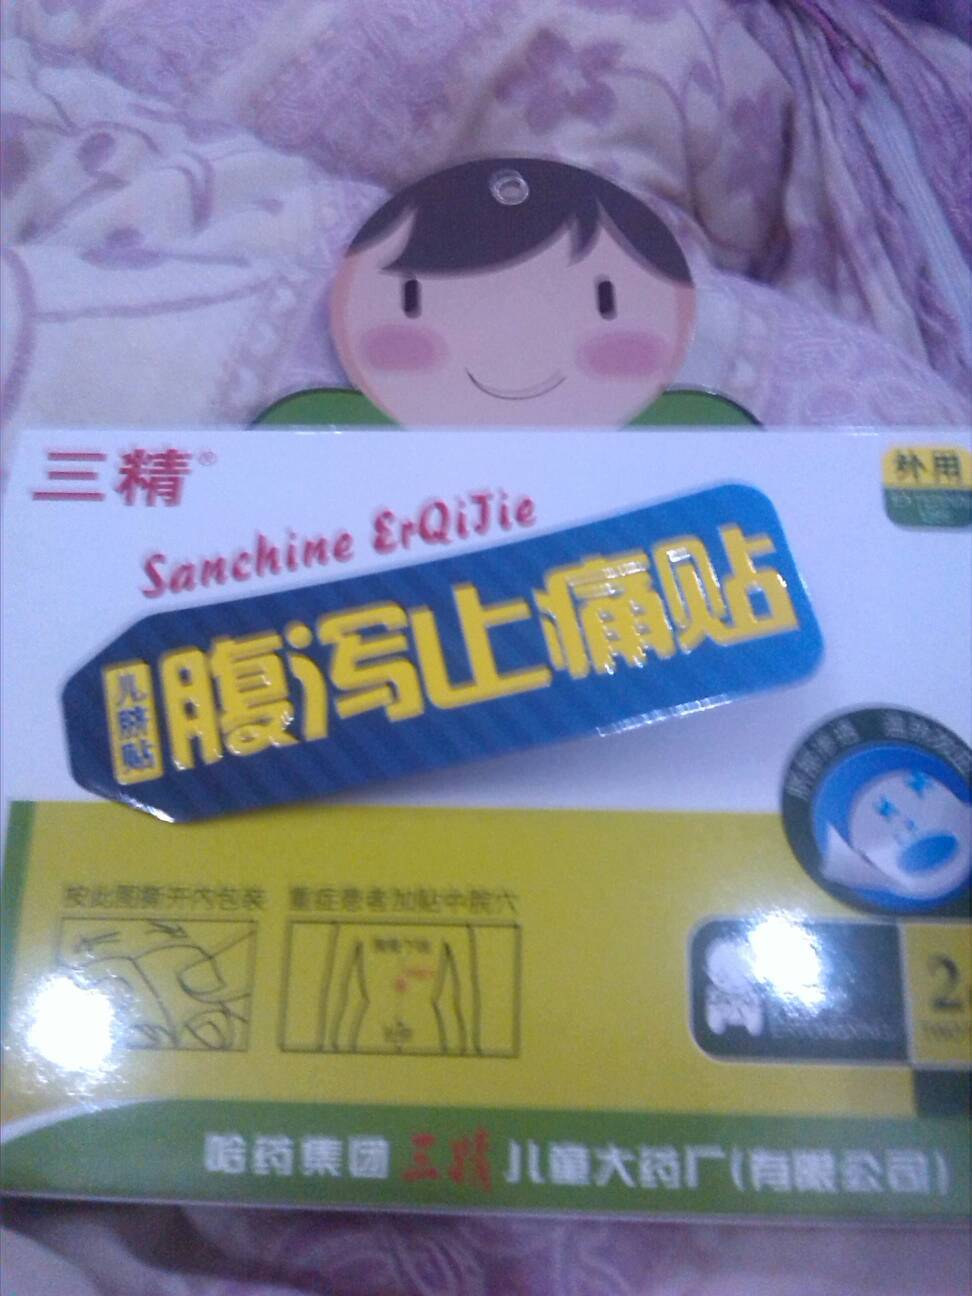 三精®
外用
Sanchine ErQiJie
儿脐贴
腹泻止痛贴
按此图撕开内包装
重症患者加贴中脘穴
2
哈药集团三精儿童大药厂(有限公司)